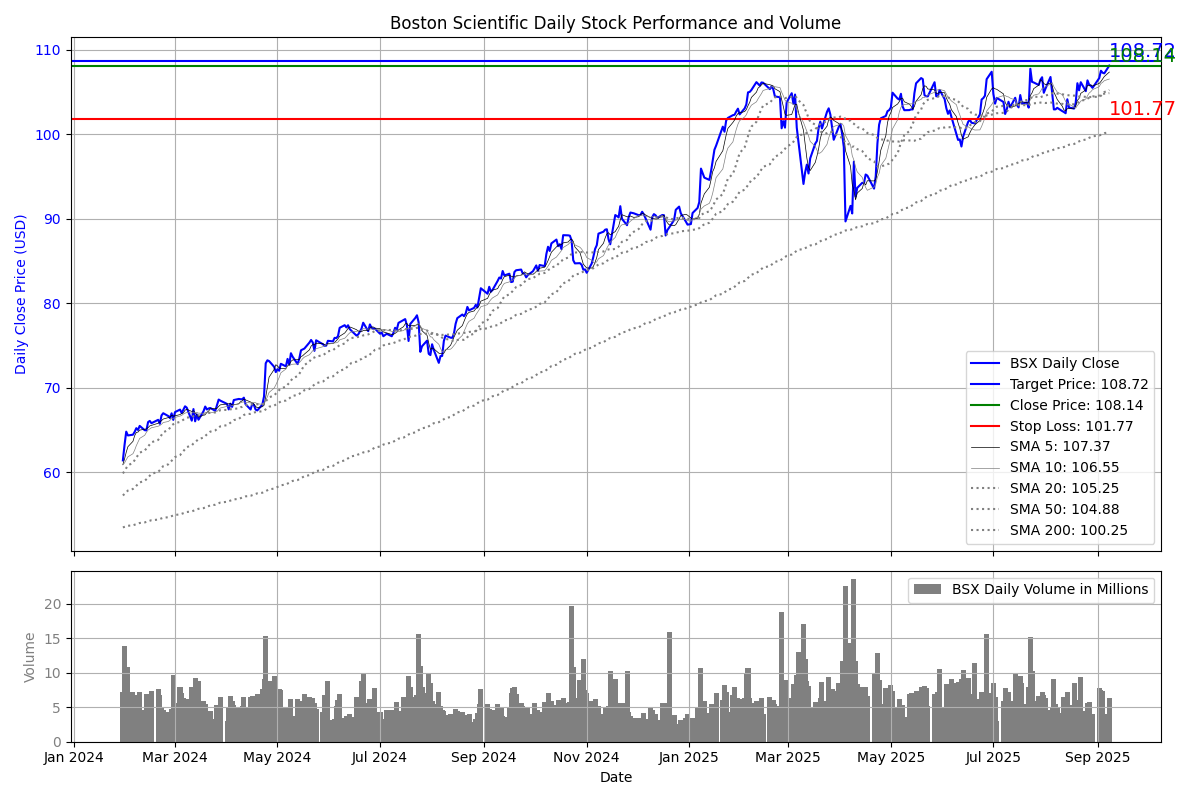 Boston Scientific Daily Stock Performance and Volume
Daily Close Price (USD)
110
100
90
80
70
60
108.72
108.14
101.77
BSX Daily Close
Target Price: 108.72
Close Price: 108.14
Stop Loss: 101.77
SMA 5: 107.37
SMA 10: 106.55
SMA 20: 105.25
SMA 50: 104.88
SMA 200: 100.25
Volume
20
15
10
5
0
BSX Daily Volume in Millions
Jan 2024 Mar 2024 May 2024 Jul 2024 Sep 2024 Nov 2024 Jan 2025 Mar 2025 May 2025 Jul 2025 Sep 2025
Date